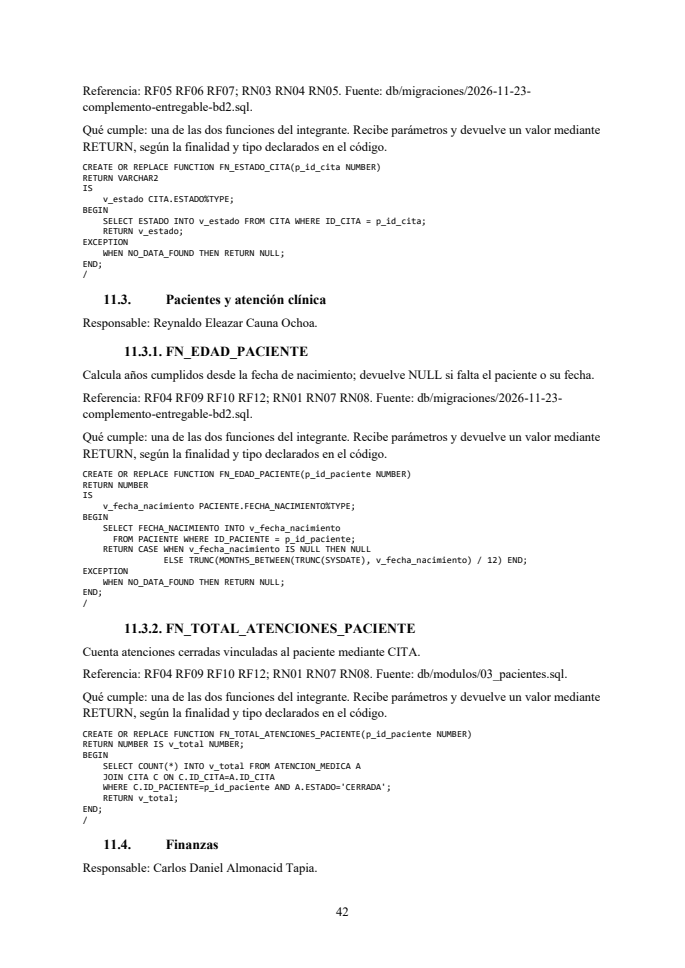 Referencia: RF05 RF06 RF07; RN03 RN04 RN05. Fuente: db/migraciones/2026-11-23-
complemento-entregable-bd2.sql.
Qué cumple: una de las dos funciones del integrante. Recibe parámetros y devuelve un valor mediante
RETURN, según la finalidad y tipo declarados en el código.
CREATE OR REPLACE FUNCTION FN_ESTADO_CITA(p_id_cita NUMBER)
RETURN VARCHAR2
IS
    v_estado CITA.ESTADO%TYPE;
BEGIN
    SELECT ESTADO INTO v_estado FROM CITA WHERE ID_CITA = p_id_cita;
    RETURN v_estado;
EXCEPTION
    WHEN NO_DATA_FOUND THEN RETURN NULL;
END;
/
11.3. Pacientes y atención clínica
Responsable: Reynaldo Eleazar Cauna Ochoa.
11.3.1. FN_EDAD_PACIENTE
Calcula años cumplidos desde la fecha de nacimiento; devuelve NULL si falta el paciente o su fecha.
Referencia: RF04 RF09 RF10 RF12; RN01 RN07 RN08. Fuente: db/migraciones/2026-11-23-
complemento-entregable-bd2.sql.
Qué cumple: una de las dos funciones del integrante. Recibe parámetros y devuelve un valor mediante
RETURN, según la finalidad y tipo declarados en el código.
CREATE OR REPLACE FUNCTION FN_EDAD_PACIENTE(p_id_paciente NUMBER)
RETURN NUMBER
IS
    v_fecha_nacimiento PACIENTE.FECHA_NACIMIENTO%TYPE;
BEGIN
    SELECT FECHA_NACIMIENTO INTO v_fecha_nacimiento
      FROM PACIENTE WHERE ID_PACIENTE = p_id_paciente;
    RETURN CASE WHEN v_fecha_nacimiento IS NULL THEN NULL
                ELSE TRUNC(MONTHS_BETWEEN(TRUNC(SYSDATE), v_fecha_nacimiento) / 12) END;
EXCEPTION
    WHEN NO_DATA_FOUND THEN RETURN NULL;
END;
/
11.3.2. FN_TOTAL_ATENCIONES_PACIENTE
Cuenta atenciones cerradas vinculadas al paciente mediante CITA.
Referencia: RF04 RF09 RF10 RF12; RN01 RN07 RN08. Fuente: db/modulos/03_pacientes.sql.
Qué cumple: una de las dos funciones del integrante. Recibe parámetros y devuelve un valor mediante
RETURN, según la finalidad y tipo declarados en el código.
CREATE OR REPLACE FUNCTION FN_TOTAL_ATENCIONES_PACIENTE(p_id_paciente NUMBER)
RETURN NUMBER IS v_total NUMBER;
BEGIN
    SELECT COUNT(*) INTO v_total FROM ATENCION_MEDICA A
    JOIN CITA C ON C.ID_CITA=A.ID_CITA
    WHERE C.ID_PACIENTE=p_id_paciente AND A.ESTADO='CERRADA';
    RETURN v_total;
END;
/
11.4. Finanzas
Responsable: Carlos Daniel Almonacid Tapia.
42